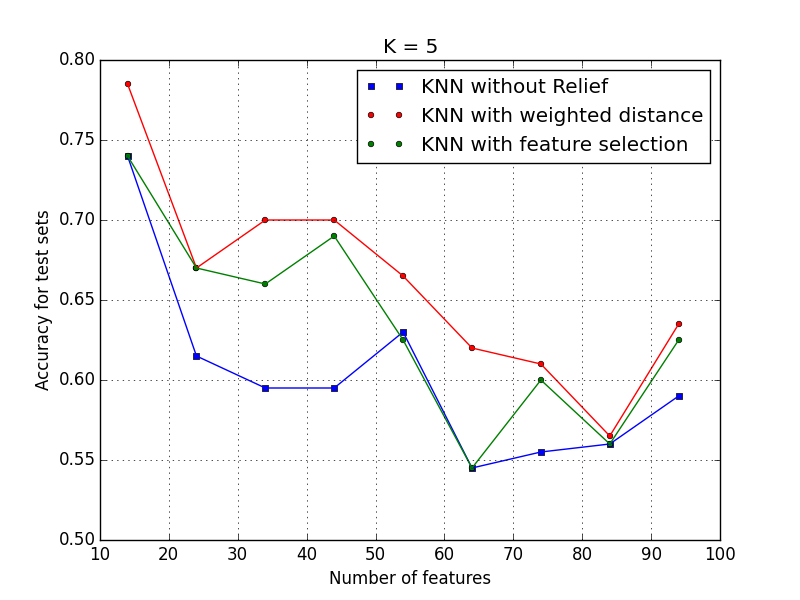 K = 5
KNN without Relief
KNN with weighted distance
KNN with feature selection
Accuracy for test sets
0.80
0.75
0.70
0.65
0.60
0.55
0.50
10 20 30 40 50 60 70 80 90 100
Number of features